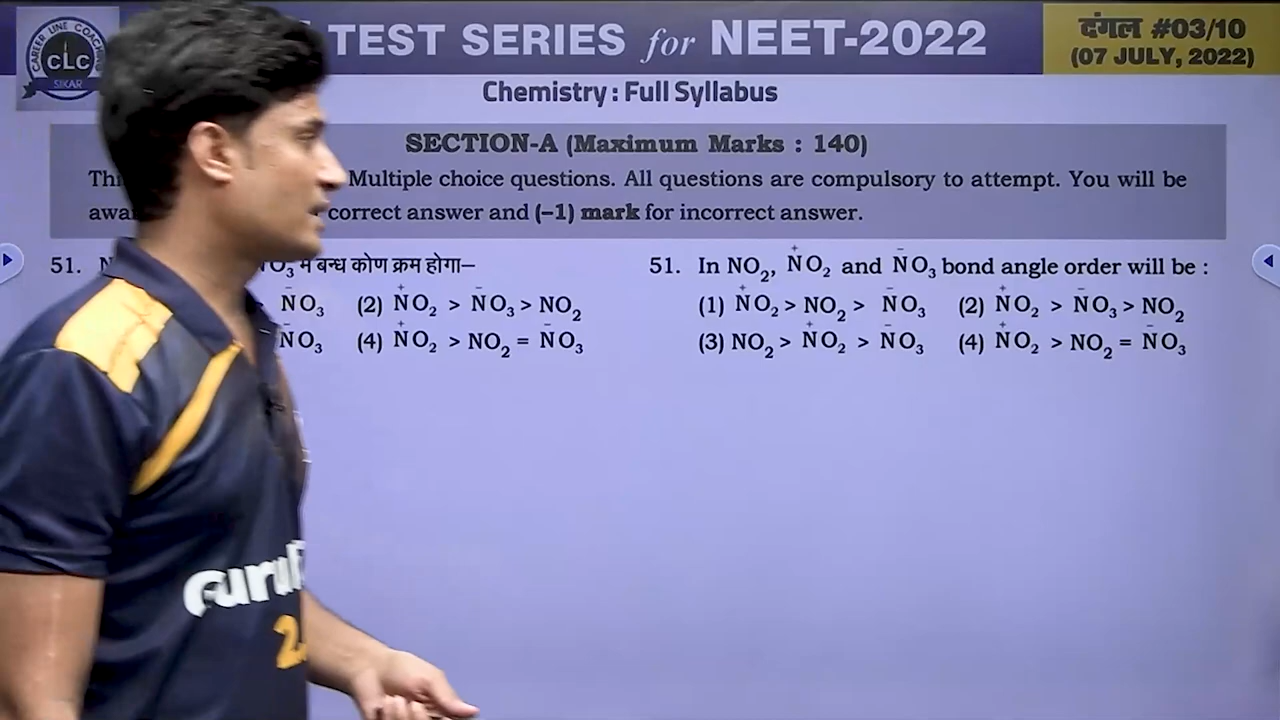 TEST SERIES for NEET-2022
दंगल #03/10
(07 JULY, 2022)
CAREER LINE COACHING
CLC
SIKAR
Chemistry : Full Syllabus
SECTION-A (Maximum Marks : 140)
Multiple choice questions. All questions are compulsory to attempt. You will be
correct answer and (–1) mark for incorrect answer.
51. में बन्ध कोण क्रम होगा—
N̄O₃ (2) N⁺O₂ > N̄O₃ > NO₂
N̄O₃ (4) N⁺O₂ > NO₂ = N̄O₃
51. In NO₂, N⁺O₂ and N̄O₃ bond angle order will be :
(1) N⁺O₂ > NO₂ > N̄O₃ (2) N⁺O₂ > N̄O₃ > NO₂
(3) NO₂ > N⁺O₂ > N̄O₃ (4) N⁺O₂ > NO₂ = N̄O₃